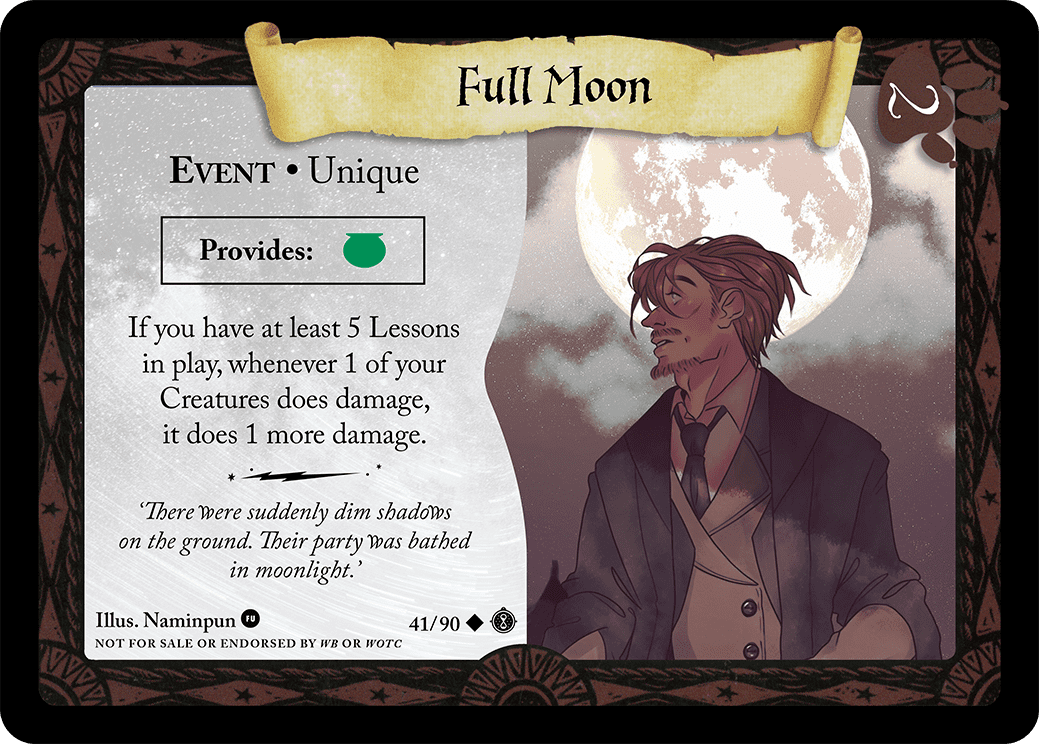 Full Moon
2
EVENT • Unique
Provides:
If you have at least 5 Lessons
in play, whenever 1 of your
Creatures does damage,
it does 1 more damage.
‘There were suddenly dim shadows
on the ground. Their party was bathed
in moonlight.’
Illus. Naminpun FU
41/90
NOT FOR SALE OR ENDORSED BY WB OR WOTC